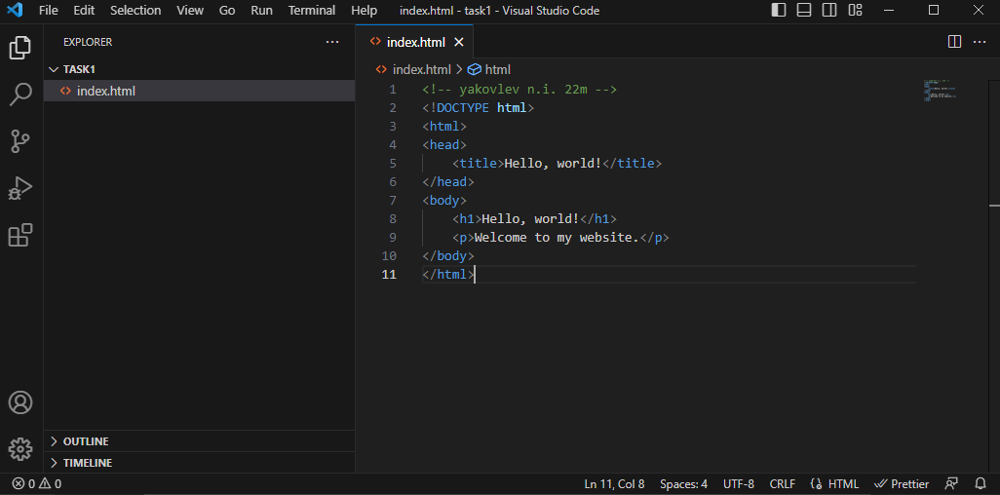 File Edit Selection View Go Run Terminal Help index.html - task1 - Visual Studio Code
EXPLORER
TASK1
index.html
index.html
index.html > html
1 <!-- yakovlev n.i. 22m -->
2 <!DOCTYPE html>
3 <html>
4 <head>
5 <title>Hello, world!</title>
6 </head>
7 <body>
8 <h1>Hello, world!</h1>
9 <p>Welcome to my website.</p>
10 </body>
11 </html>
OUTLINE
TIMELINE
0 0 Ln 11, Col 8 Spaces: 4 UTF-8 CRLF HTML Prettier